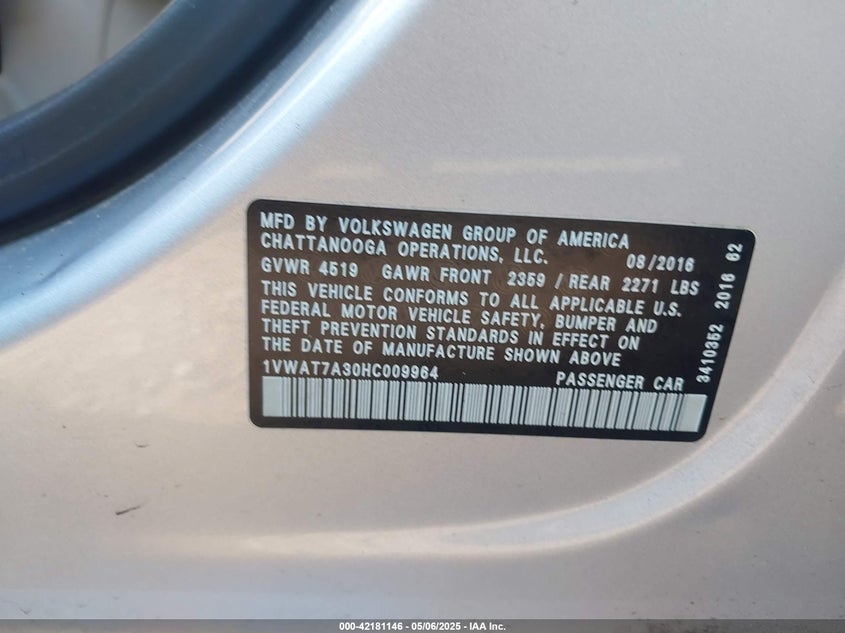 MFD BY VOLKSWAGEN GROUP OF AMERICA
CHATTANOOGA OPERATIONS, LLC. 08/2016
GVWR 4519 GAWR FRONT 2359 / REAR 2271 LBS
THIS VEHICLE CONFORMS TO ALL APPLICABLE U.S.
FEDERAL MOTOR VEHICLE SAFETY, BUMPER AND
THEFT PREVENTION STANDARDS IN EFFECT ON
THE DATE OF MANUFACTURE SHOWN ABOVE
1VWAT7A30HC009964 PASSENGER CAR
3410352 2016 62
000-42181146 - 05/06/2025 - IAA Inc.